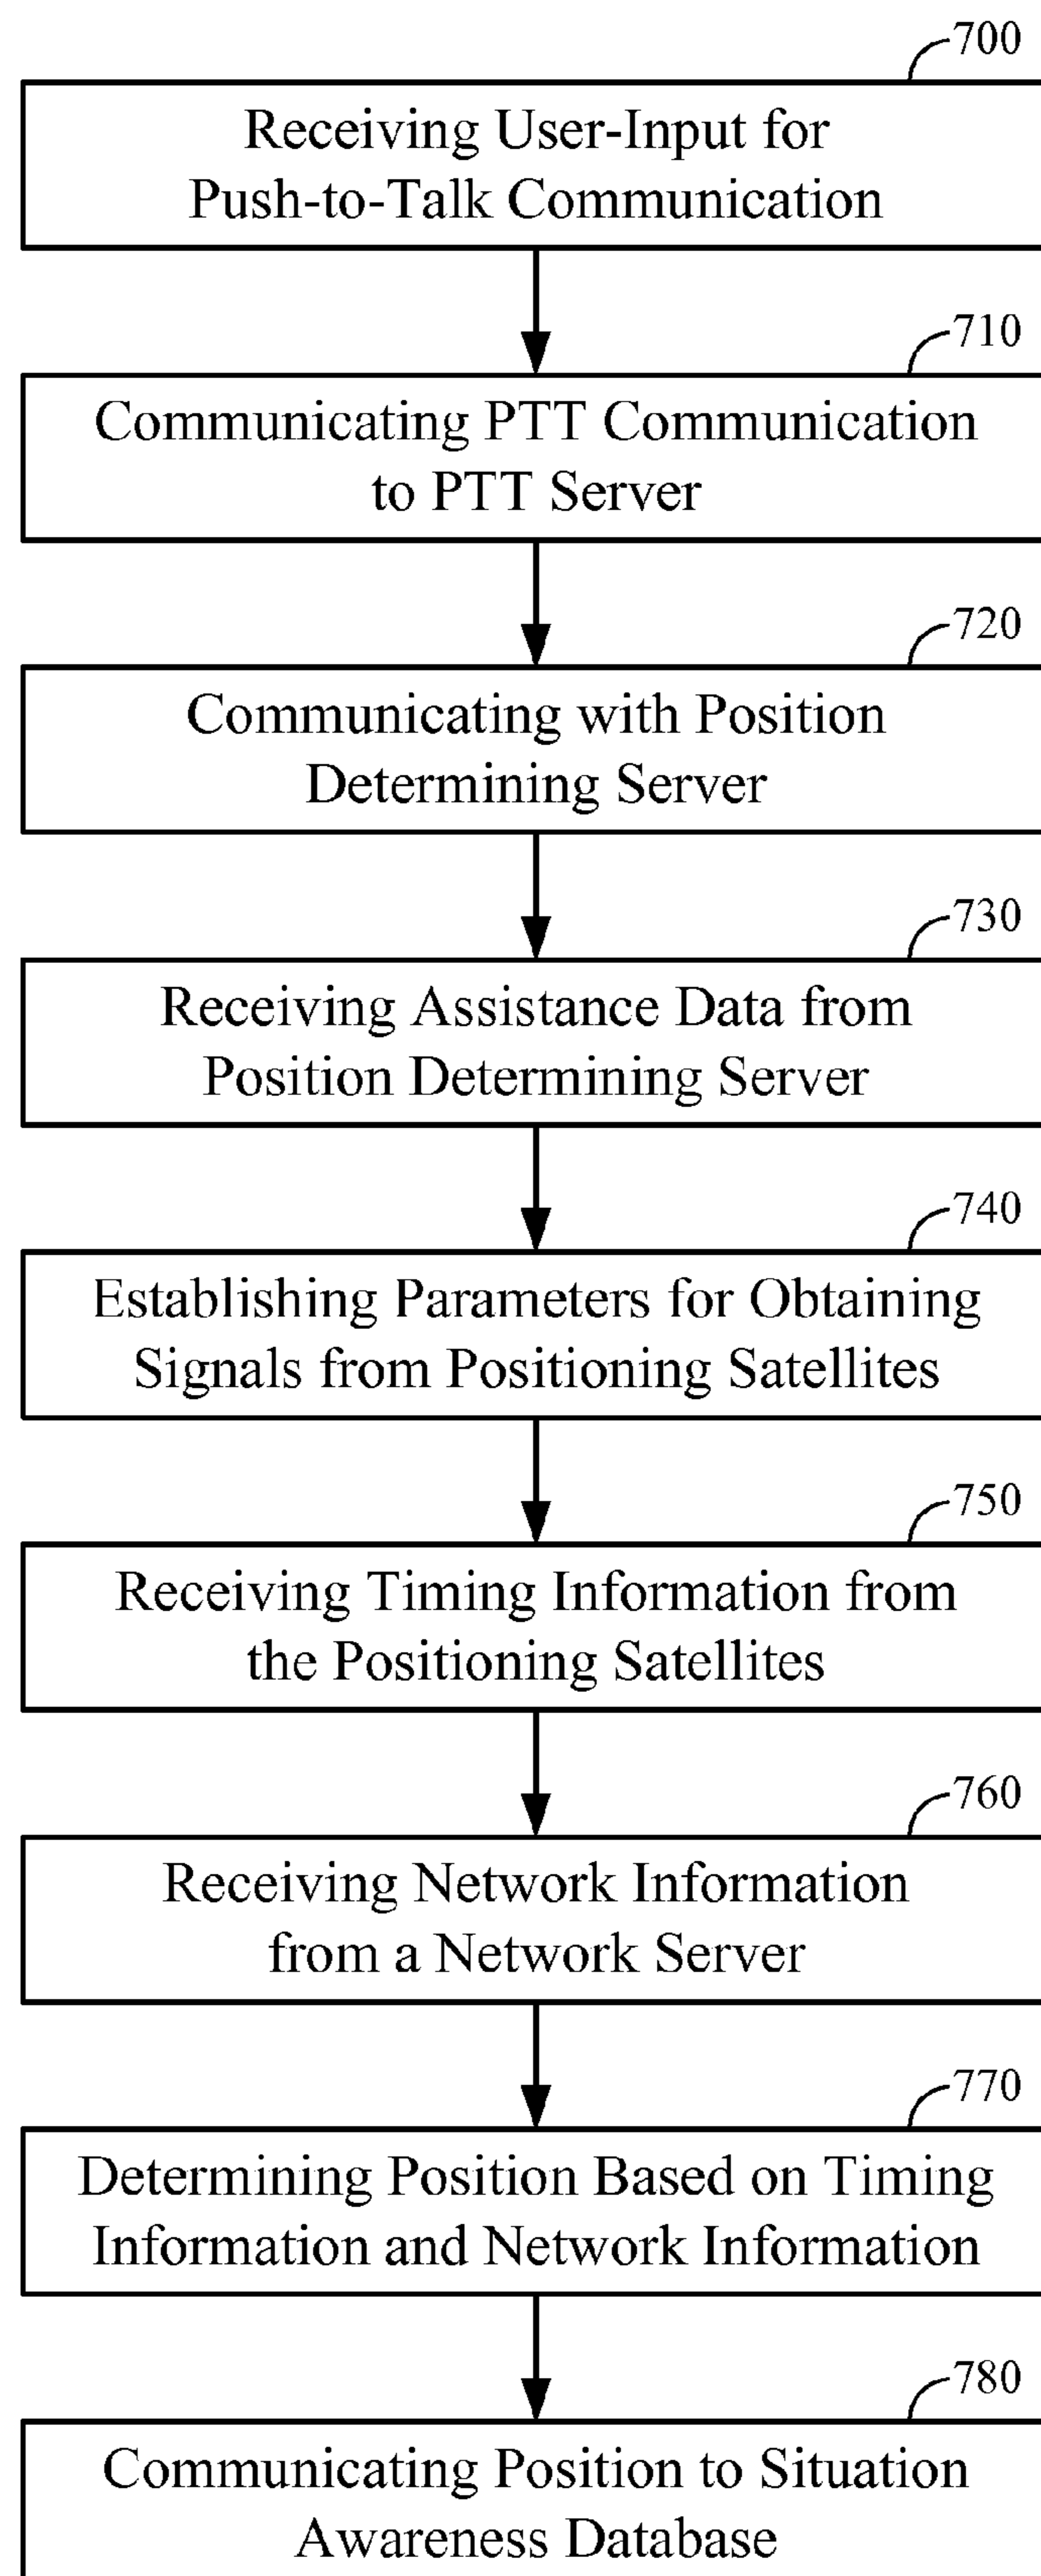 700
Receiving User-Input for
Push-to-Talk Communication
710
Communicating PTT Communication
to PTT Server
720
Communicating with Position
Determining Server
730
Receiving Assistance Data from
Position Determining Server
740
Establishing Parameters for Obtaining
Signals from Positioning Satellites
750
Receiving Timing Information from
the Positioning Satellites
760
Receiving Network Information
from a Network Server
770
Determining Position Based on Timing
Information and Network Information
780
Communicating Position to Situation
Awareness Database